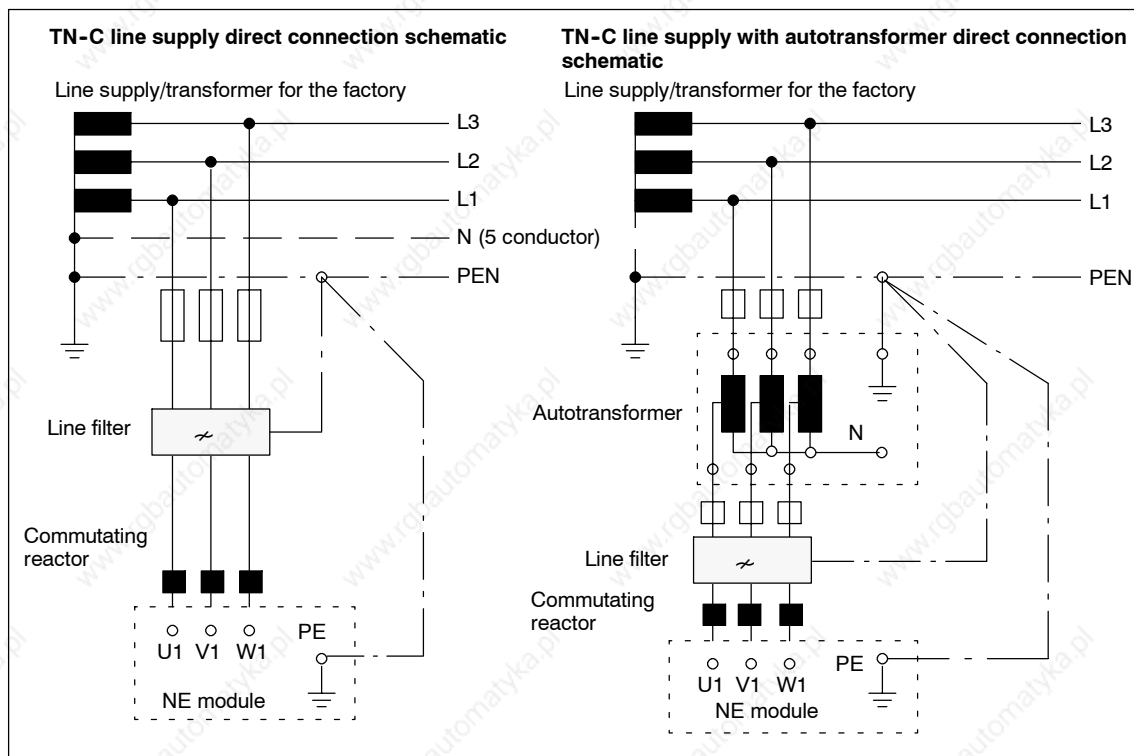 TN-C line supply direct connection schematic
Line supply/transformer for the factory
L3
L2
L1
N (5 conductor)
PEN
Line filter
Commutating
reactor
PE
U1 V1 W1
NE module
TN-C line supply with autotransformer direct connection
schematic
Line supply/transformer for the factory
L3
L2
L1
PEN
Autotransformer
N
Line filter
Commutating
reactor
PE
U1 V1 W1
NE module
www.rgbautomatyka.pl